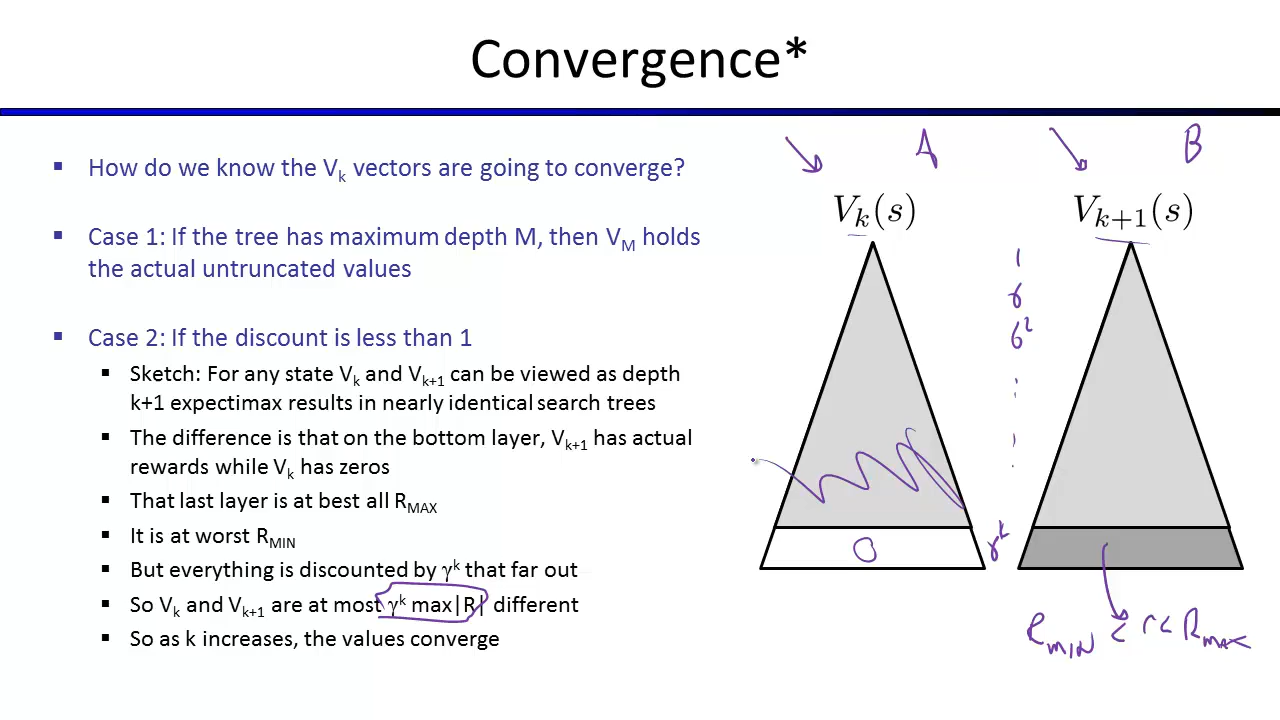 Convergence*
How do we know the Vk vectors are going to converge?
Case 1: If the tree has maximum depth M, then VM holds
the actual untruncated values
Case 2: If the discount is less than 1
Sketch: For any state Vk and Vk+1 can be viewed as depth
k+1 expectimax results in nearly identical search trees
The difference is that on the bottom layer, Vk+1 has actual
rewards while Vk has zeros
That last layer is at best all RMAX
It is at worst RMIN
But everything is discounted by γ^k that far out
So Vk and Vk+1 are at most γ^k max|R| different
So as k increases, the values converge
A
B
Vk(s)
Vk+1(s)
1
γ
γ²
0
γ^k
RMIN < r < RMAX